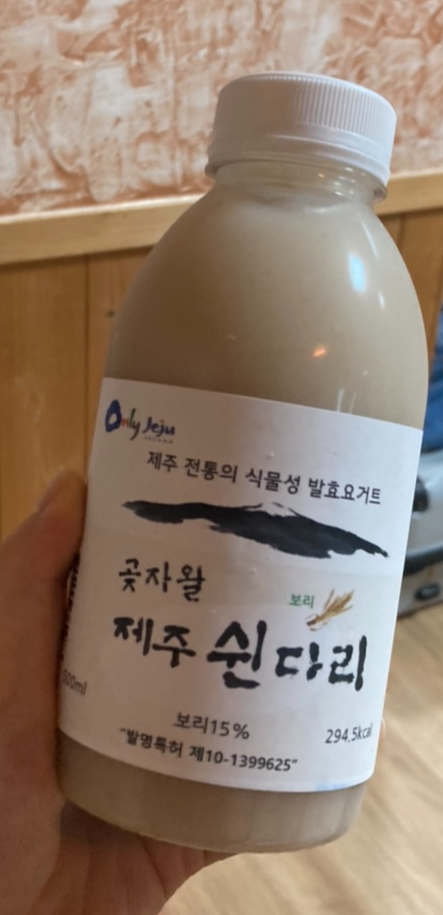 Only Jeju
제주 전통의 식물성 발효요거트
곶자왈
보리
제주 쉰다리
500ml
보리15%
294.5kcal
"발명특허 제10-1399625"